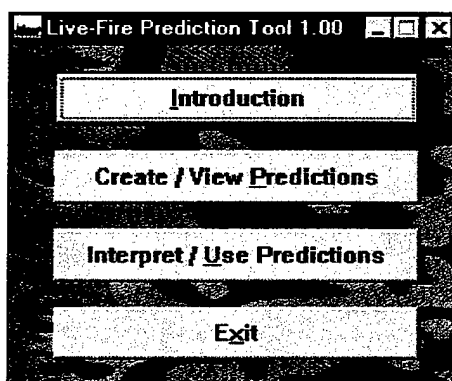 Live-Fire Prediction Tool 1.00
Introduction
Create / View Predictions
Interpret / Use Predictions
Exit